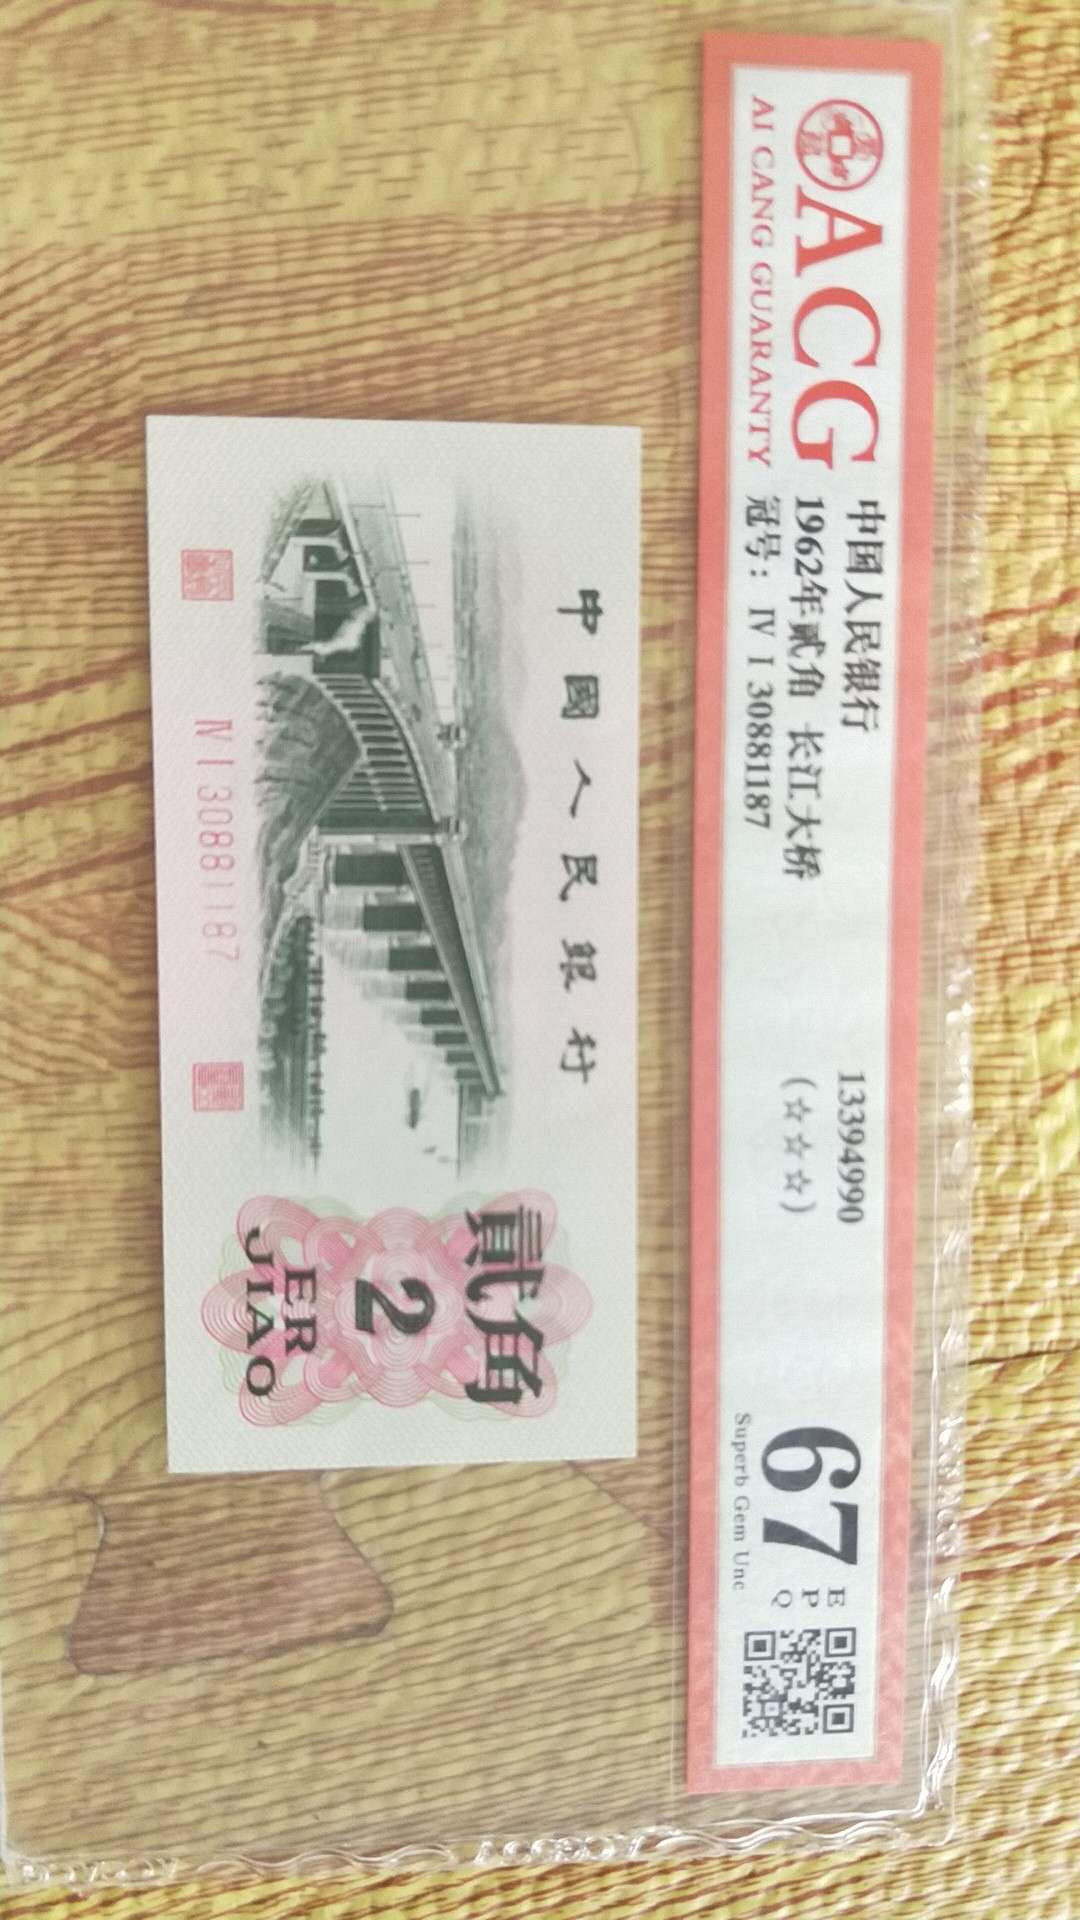 ACG
AI CANG GUARANTY
中国人民银行
1962年贰角 长江大桥
冠号: IV I 30881187
13394990
(☆☆☆)
67
EPQ
Superb Gem Unc
中國人民銀行
貳角
2
ER
JIAO
IV I 30881187